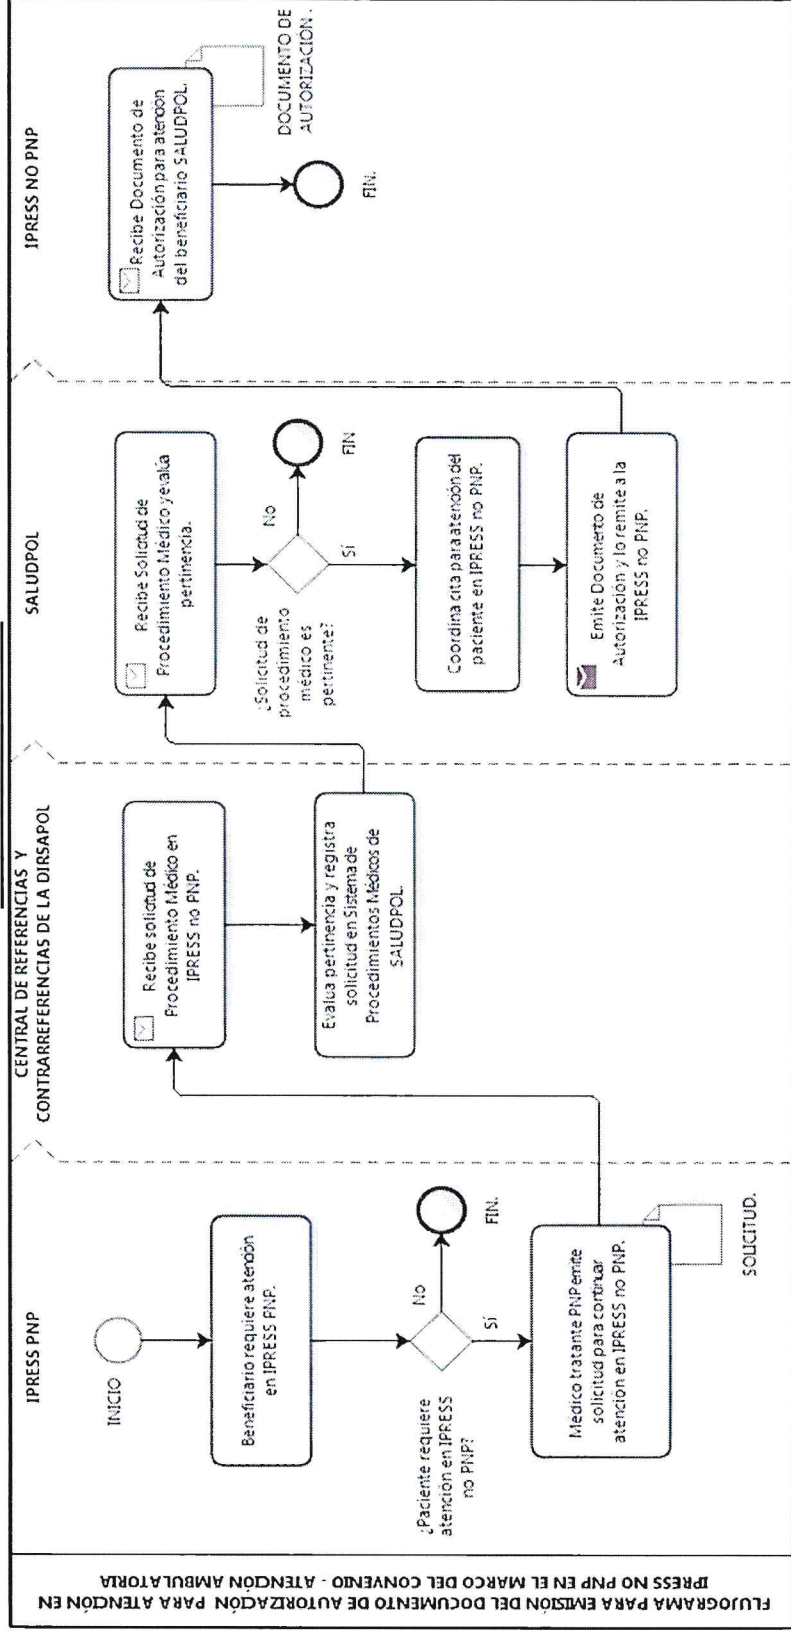 FLUJOGRAMA PARA EMISIÓN DEL DOCUMENTO DE AUTORIZACIÓN PARA ATENCIÓN EN
IPRESS NO PNP EN EL MARCO DEL CONVENIO - ATENCIÓN AMBULATORIA
IPRESS PNP
INICIO
Beneficiario requiere atención
en IPRESS PNP.
¿Paciente requiere
atención en IPRESS
no PNP?
No
FIN.
Sí
Médico tratante PNPemite
solicitud para continuar
atención en IPRESS no PNP.
SOLICITUD.
CENTRAL DE REFERENCIAS Y
CONTRARREFERENCIAS DE LA DIRSAPOL
Recibe solicitud de
Procedimiento Médico en
IPRESS no PNP.
Evalua pertinencia y registra
solicitud en Sistema de
Procedimientos Médicos de
SALUDPOL.
SALUDPOL
Recibe Solicitud de
Procedimiento Médico y evalúa
pertinencia.
¿Solicitud de
procedimiento
médico es
pertinente?
No
FIN
Sí
Coordina cita para atención del
paciente en IPRESS no PNP.
Emite Documento de
Autorización y lo remite a la
IPRESS no PNP.
IPRESS NO PNP
Recibe Documento de
Autorización para atención
del beneficiario SALUDPOL.
DOCUMENTO DE
AUTORIZACIÓN.
FIN.